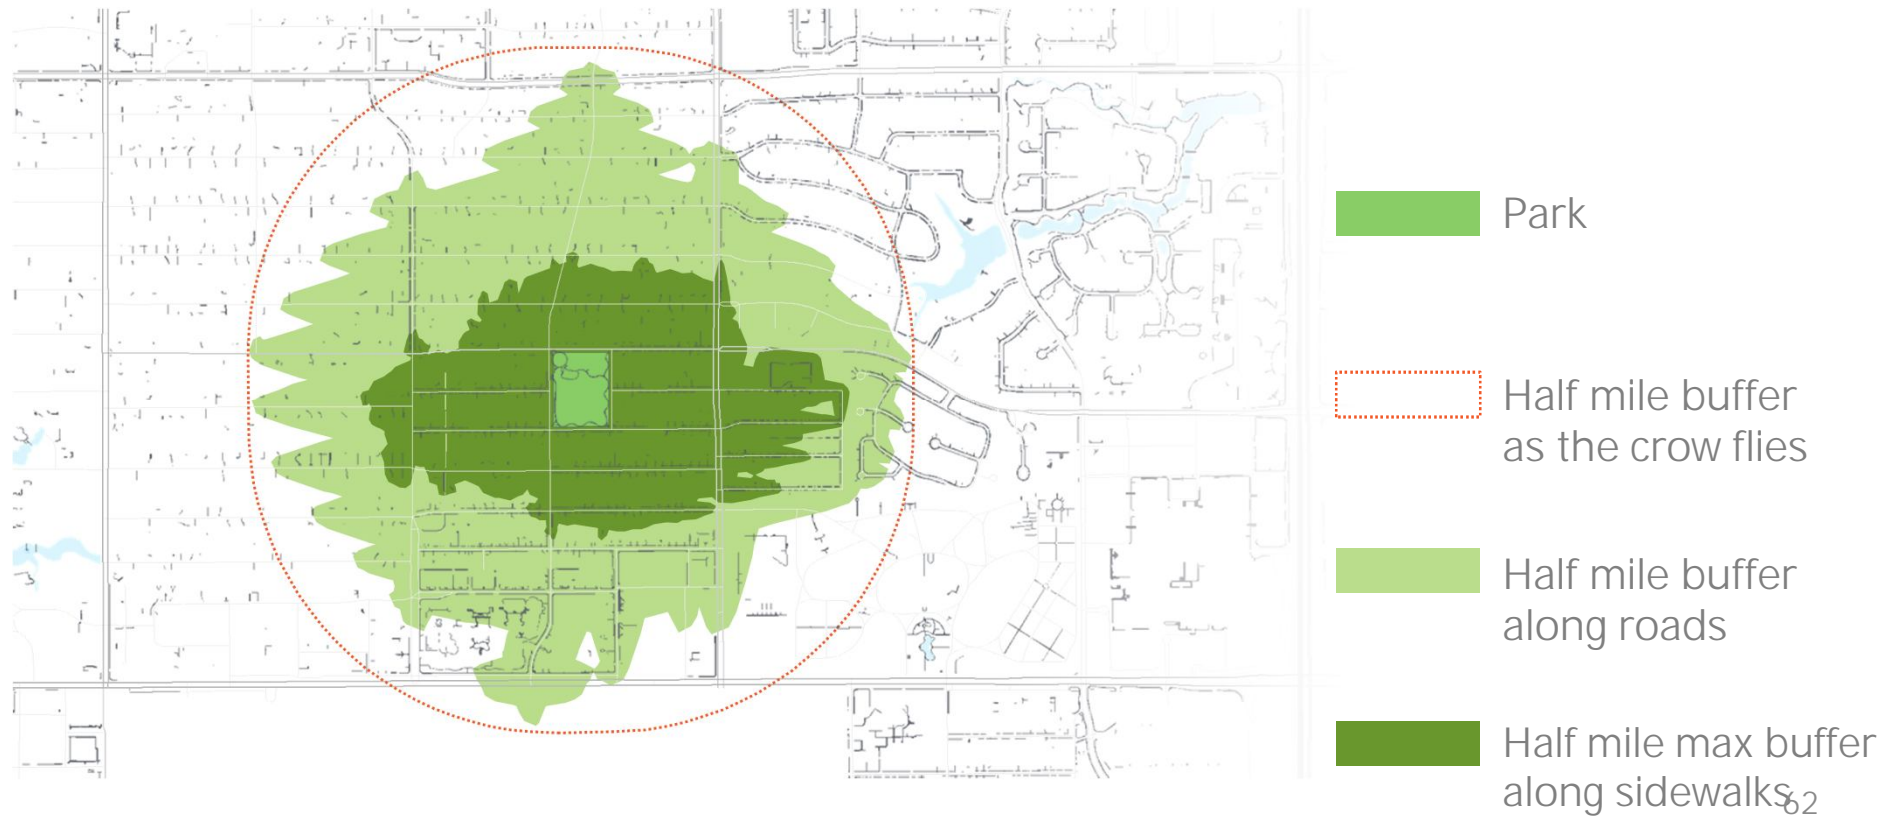 Park
Half mile buffer
as the crow flies
Half mile buffer
along roads
Half mile max buffer
along sidewalks
62